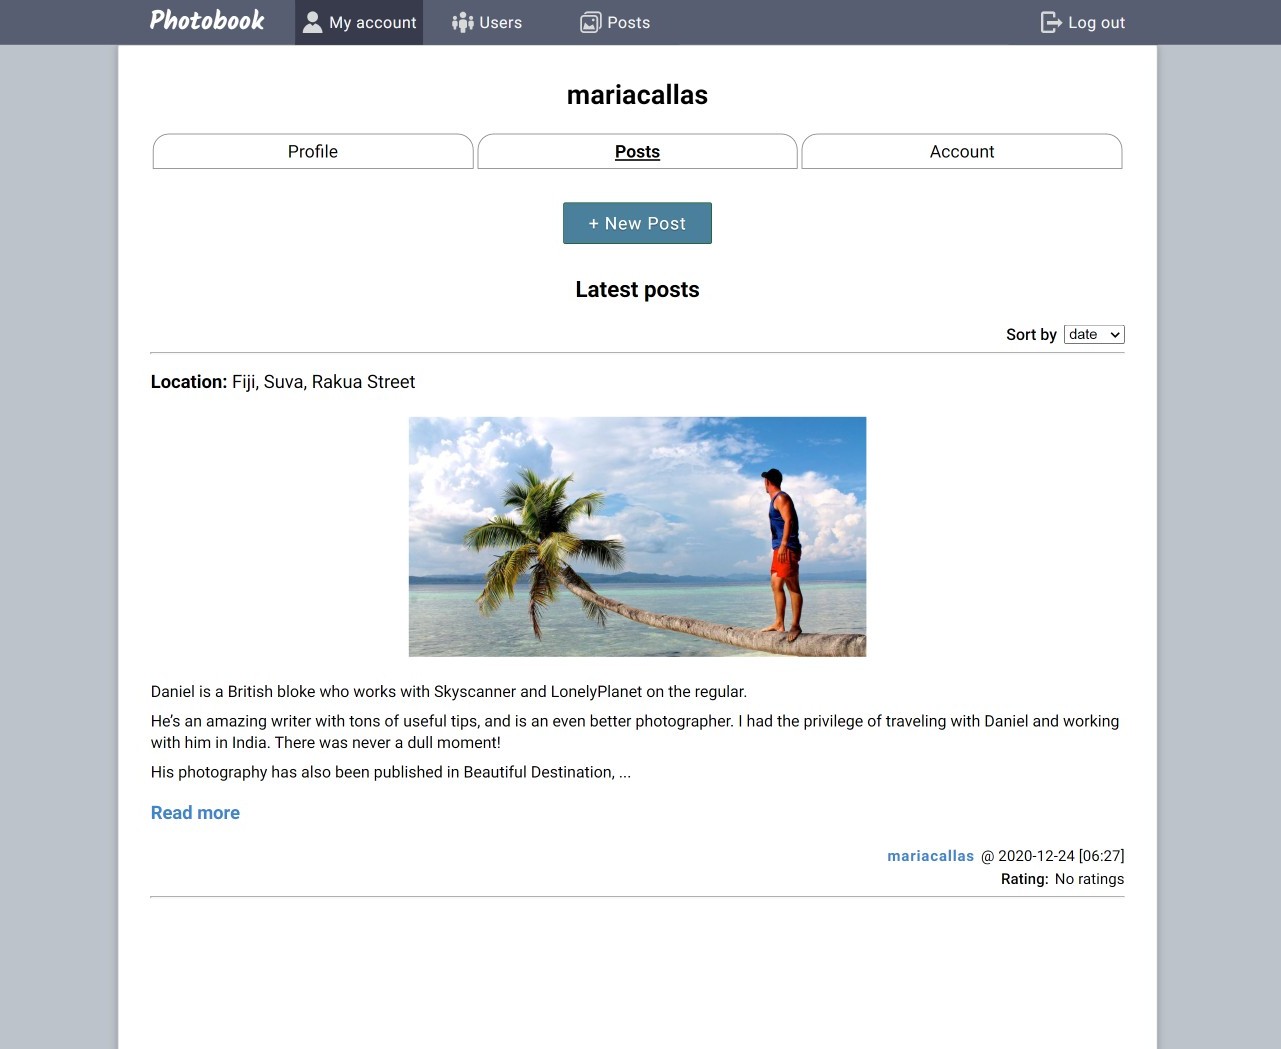 Photobook
My account
Users
Posts
Log out
mariacallas
Profile
Posts
Account
+ New Post
Latest posts
Sort by date
Location: Fiji, Suva, Rakua Street
Daniel is a British bloke who works with Skyscanner and LonelyPlanet on the regular.
He’s an amazing writer with tons of useful tips, and is an even better photographer. I had the privilege of traveling with Daniel and working
with him in India. There was never a dull moment!
His photography has also been published in Beautiful Destination, ...
Read more
mariacallas @ 2020-12-24 [06:27]
Rating: No ratings